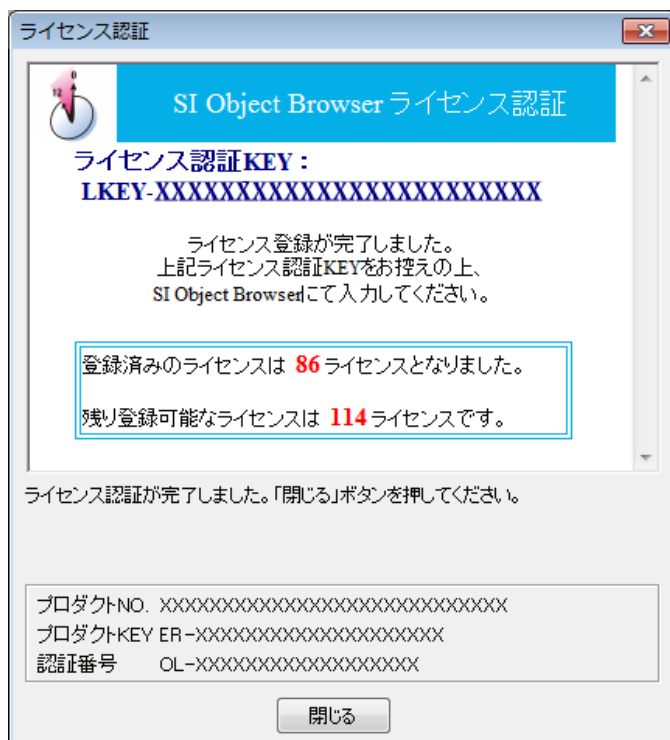 ライセンス認証
SI Object Browser ライセンス認証
ライセンス認証KEY：
LKEY-XXXXXXXXXXXXXXXXXXXXXXXX
ライセンス登録が完了しました。
上記ライセンス認証KEYをお控えの上、
SI Object Browserにて入力してください。
登録済みのライセンスは 86 ライセンスとなりました。
残り登録可能なライセンスは 114 ライセンスです。
ライセンス認証が完了しました。「閉じる」ボタンを押してください。
プロダクトNO. XXXXXXXXXXXXXXXXXXXXXXXXXXXX
プロダクトKEY ER-XXXXXXXXXXXXXXXXXXXX
認証番号 OL-XXXXXXXXXXXXXXXXXX
閉じる